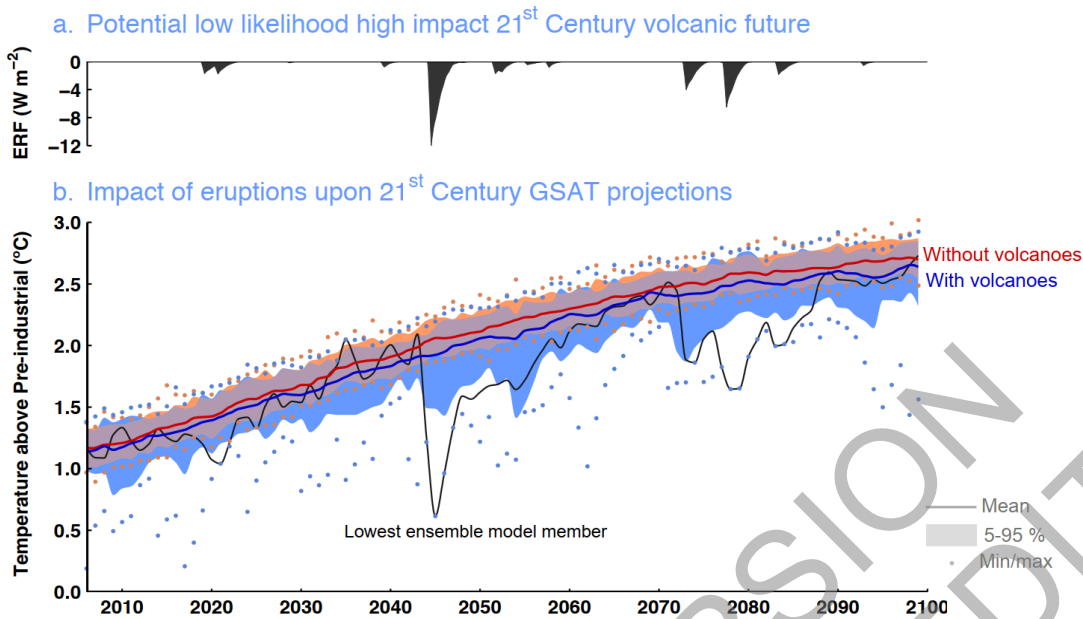 a. Potential low likelihood high impact 21st Century volcanic future
ERF (W m−2)
0
−4
−8
−12
b. Impact of eruptions upon 21st Century GSAT projections
Temperature above Pre-industrial (ºC)
3.0
2.5
2.0
1.5
1.0
0.5
0.0
Without volcanoes
With volcanoes
Lowest ensemble model member
Mean
5-95 %
Min/max
2010 2020 2030 2040 2050 2060 2070 2080 2090 2100
RSION